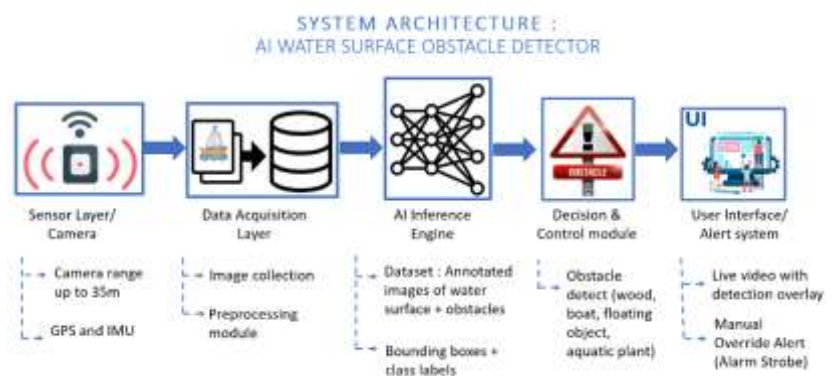 SYSTEM ARCHITECTURE :
AI WATER SURFACE OBSTACLE DETECTOR
UI
OBSTACLE
Sensor Layer/
Camera
Data Acquisition
Layer
AI Inference
Engine
Decision &
Control module
User Interface/
Alert system
Camera range
up to 35m
GPS and IMU
Image collection
Preprocessing
module
Dataset : Annotated
images of water
surface + obstacles
Bounding boxes +
class labels
Obstacle
detect (wood,
boat, floating
object,
aquatic plant)
Live video with
detection overlay
Manual
Override Alert
(Alarm Strobe)